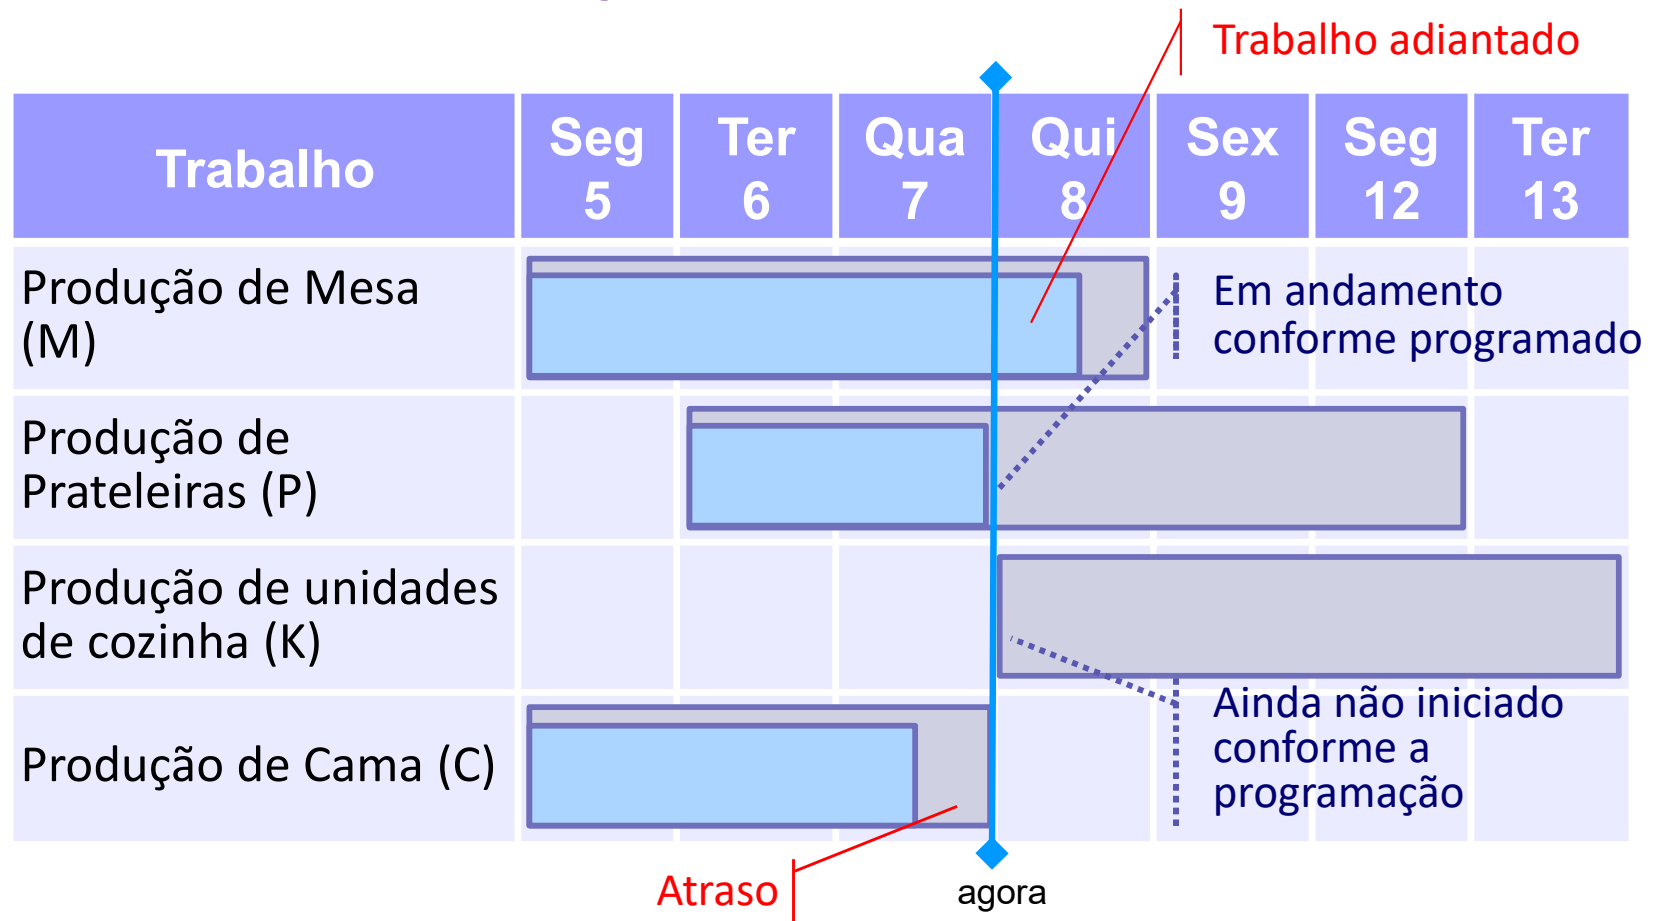 Trabalho adiantado
Trabalho
Seg
5
Ter
6
Qua
7
Qui
8
Sex
9
Seg
12
Ter
13
Produção de Mesa
(M)
Em andamento
conforme programado
Produção de
Prateleiras (P)
Produção de unidades
de cozinha (K)
Produção de Cama (C)
Ainda não iniciado
conforme a
programação
Atraso
agora